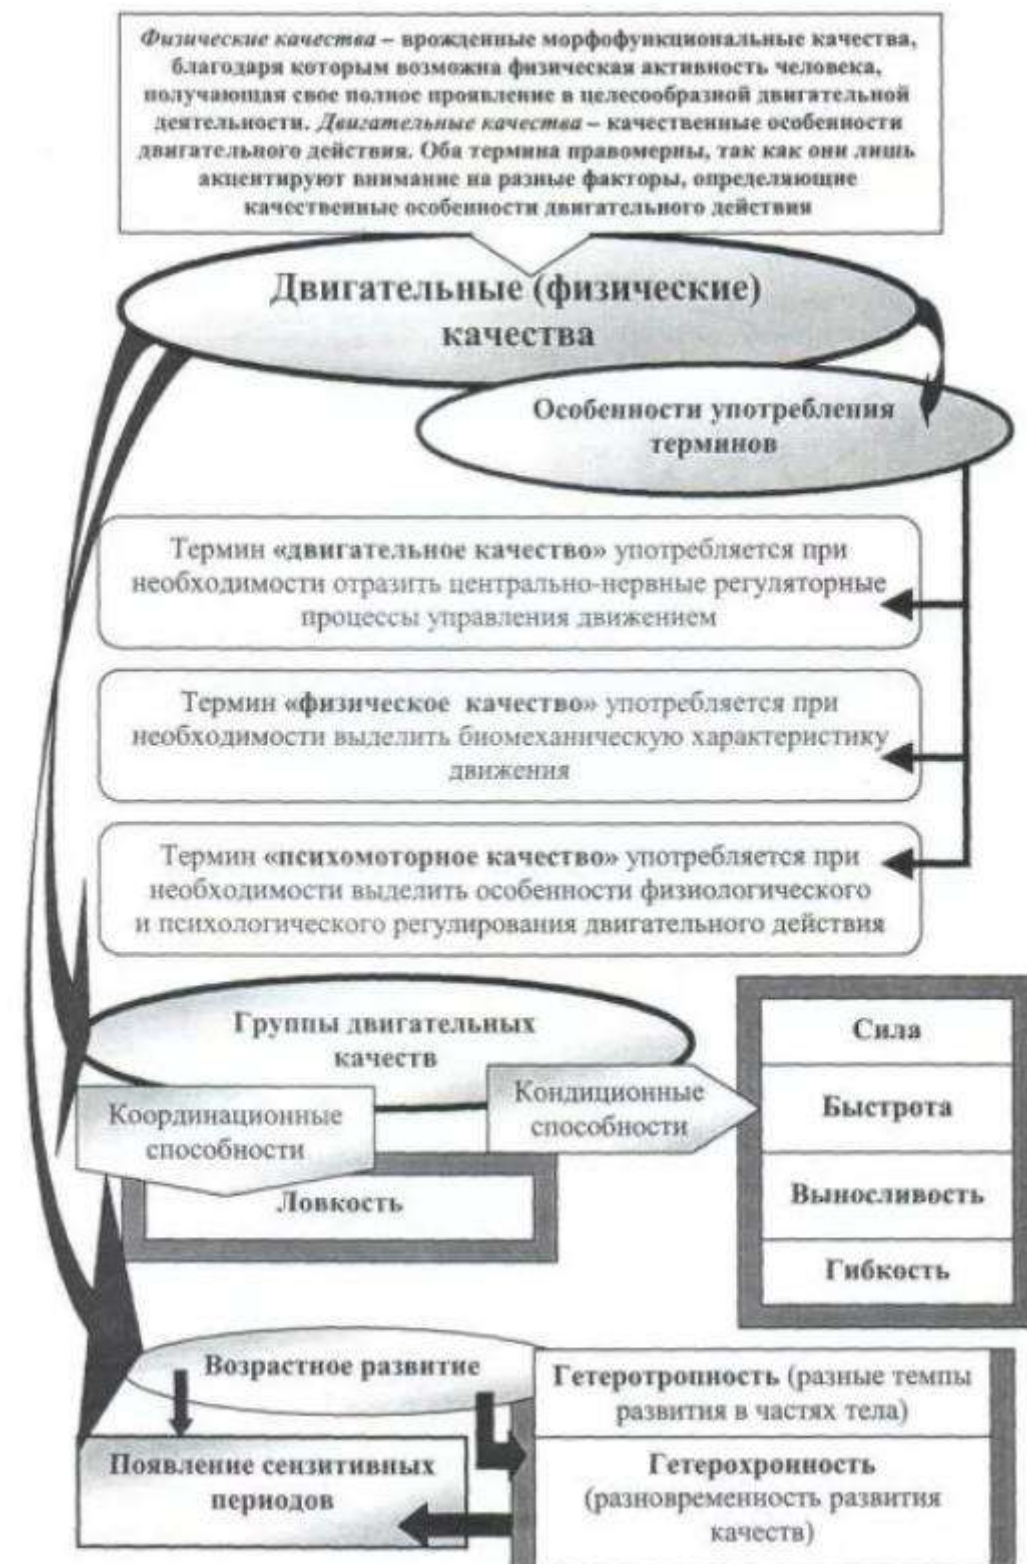 Физические качества – врожденные морфофункциональные качества,
благодаря которым возможна физическая активность человека,
получающая свое полное проявление в целесообразной двигательной
деятельности. Двигательные качества – качественные особенности
двигательного действия. Оба термина правомерны, так как они лишь
акцентируют внимание на разные факторы, определяющие
качественные особенности двигательного действия
Двигательные (физические)
качества
Особенности употребления
терминов
Термин «двигательное качество» употребляется при
необходимости отразить центрально-нервные регуляторные
процессы управления движением
Термин «физическое качество» употребляется при
необходимости выделить биомеханическую характеристику
движения
Термин «психомоторное качество» употребляется при
необходимости выделить особенности физиологического
и психологического регулирования двигательного действия
Группы двигательных
качеств
Координационные
способности
Ловкость
Кондиционные
способности
Сила
Быстрота
Выносливость
Гибкость
Возрастное развитие
Появление сензитивных
периодов
Гетеротропность (разные темпы
развития в частях тела)
Гетерохронность
(разновременность развития
качеств)